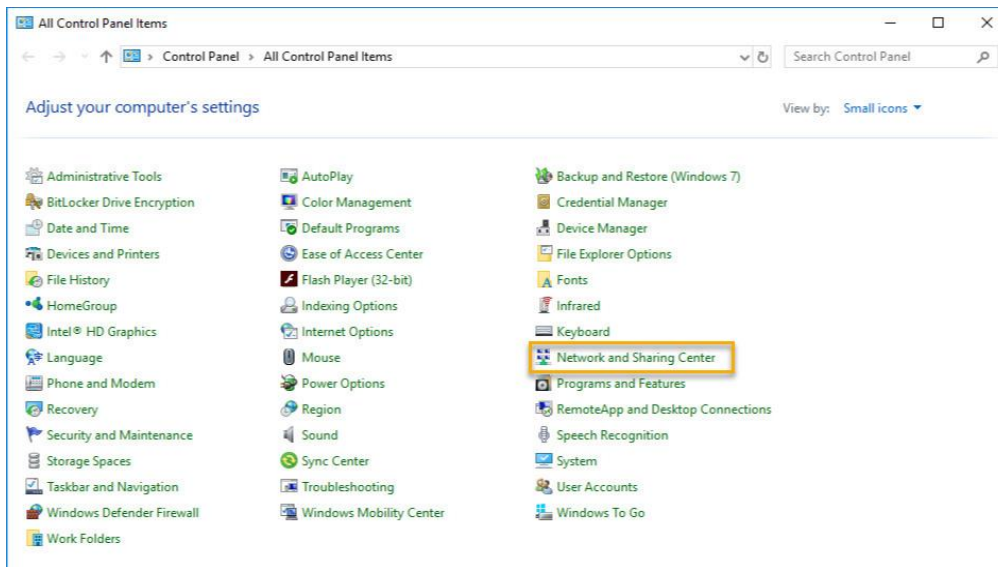 All Control Panel Items
Control Panel > All Control Panel Items
Search Control Panel
Adjust your computer's settings
View by: Small icons
Administrative Tools
AutoPlay
Backup and Restore (Windows 7)
BitLocker Drive Encryption
Color Management
Credential Manager
Date and Time
Default Programs
Device Manager
Devices and Printers
Ease of Access Center
File Explorer Options
File History
Flash Player (32-bit)
Fonts
HomeGroup
Indexing Options
Infrared
Intel® HD Graphics
Internet Options
Keyboard
Language
Mouse
Network and Sharing Center
Phone and Modem
Power Options
Programs and Features
Recovery
Region
RemoteApp and Desktop Connections
Security and Maintenance
Sound
Speech Recognition
Storage Spaces
Sync Center
System
Taskbar and Navigation
Troubleshooting
User Accounts
Windows Defender Firewall
Windows Mobility Center
Windows To Go
Work Folders